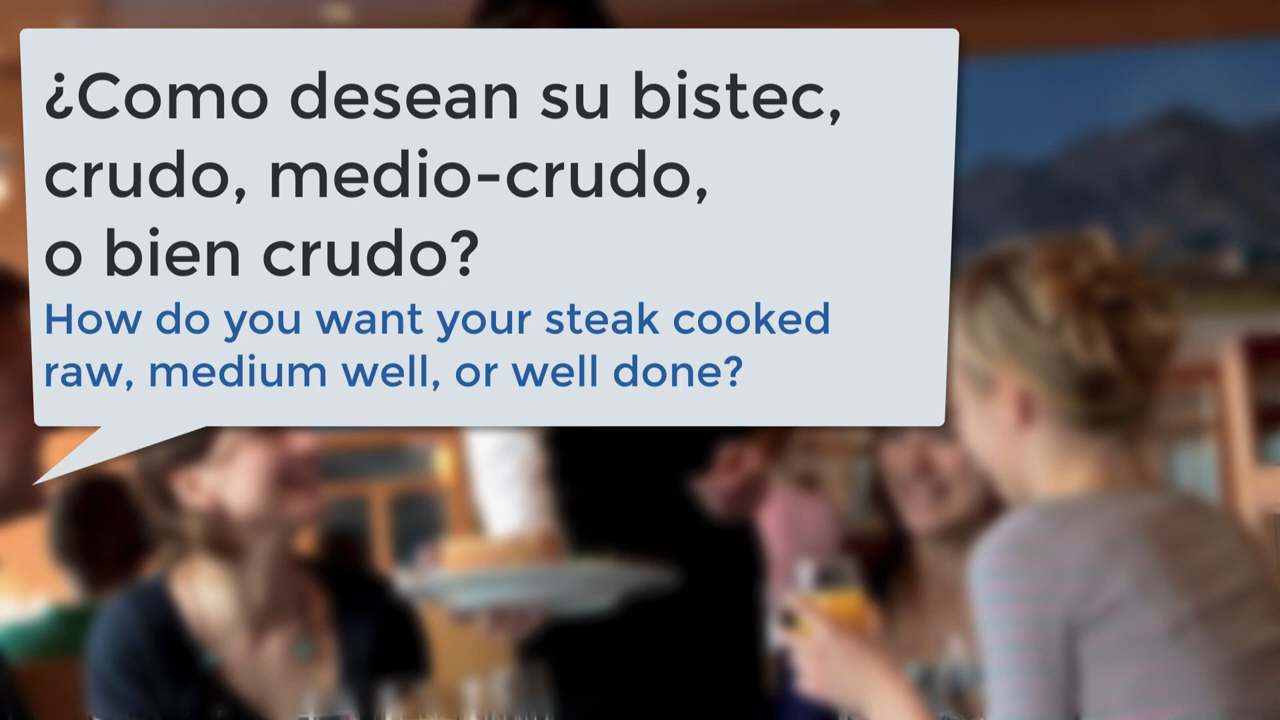 ¿Como desean su bistec,
crudo, medio-crudo,
o bien crudo?
How do you want your steak cooked
raw, medium well, or well done?